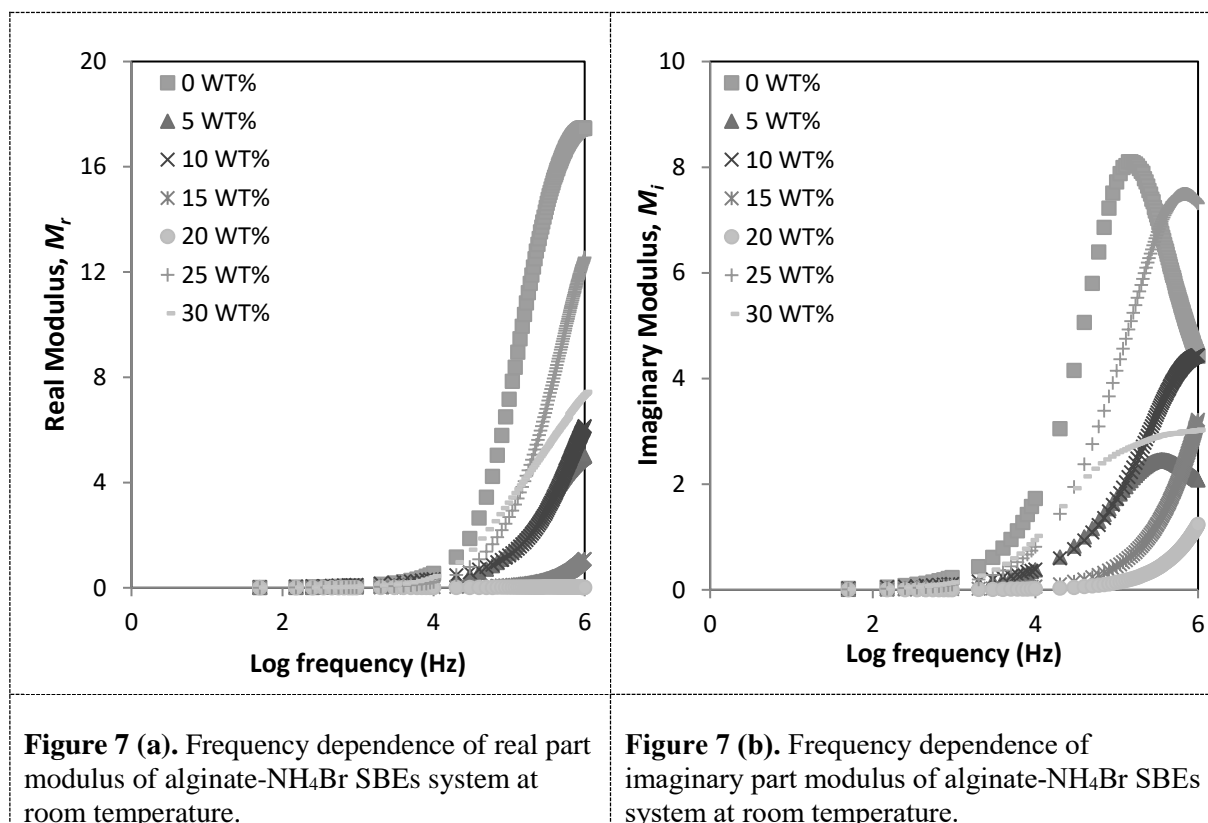 20
16
12
8
4
0
0
2
4
6
Real Modulus, Mr
Log frequency (Hz)
0 WT%
5 WT%
10 WT%
15 WT%
20 WT%
25 WT%
30 WT%
10
8
6
4
2
0
0
2
4
6
Imaginary Modulus, Mi
Log frequency (Hz)
0 WT%
5 WT%
10 WT%
15 WT%
20 WT%
25 WT%
30 WT%
Figure 7 (a). Frequency dependence of real part
modulus of alginate-NH₄Br SBEs system at
room temperature.
Figure 7 (b). Frequency dependence of
imaginary part modulus of alginate-NH₄Br SBEs
system at room temperature.